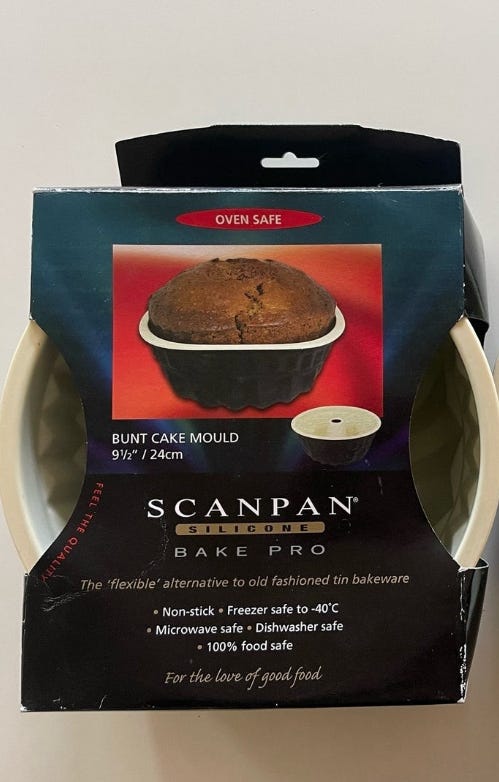 OVEN SAFE
BUNT CAKE MOULD
9½" / 24cm
FEEL THE QUALITY
SCANPAN®
SILICONE
BAKE PRO
The 'flexible' alternative to old fashioned tin bakeware
• Non-stick • Freezer safe to -40°C
• Microwave safe • Dishwasher safe
• 100% food safe
For the love of good food